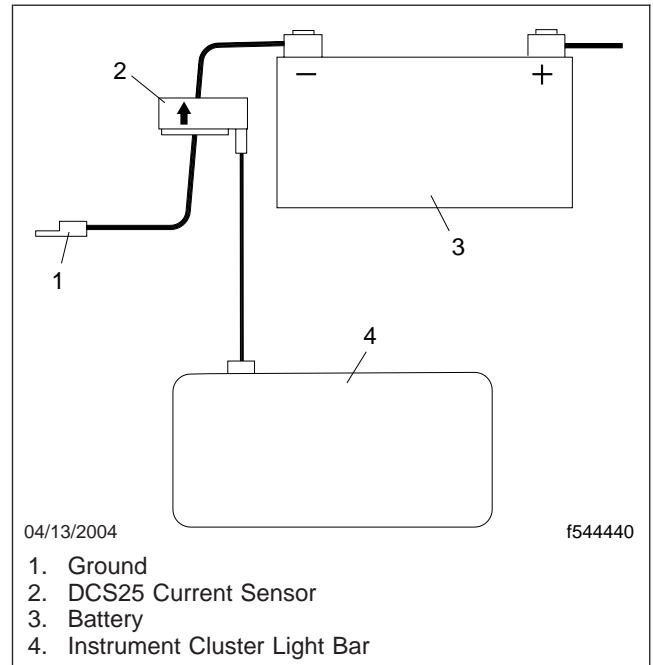 2
− +
3
1
4
04/13/2004 f544440
1. Ground
2. DCS25 Current Sensor
3. Battery
4. Instrument Cluster Light Bar